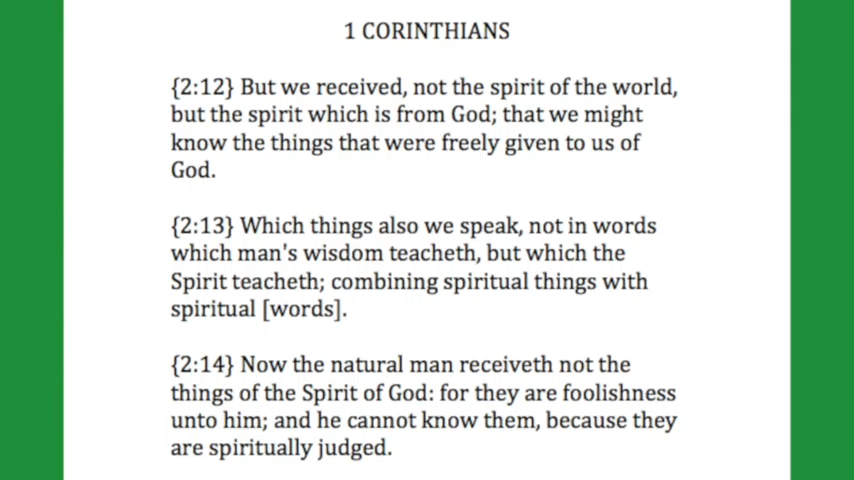 1 CORINTHIANS
{2:12} But we received, not the spirit of the world,
but the spirit which is from God; that we might
know the things that were freely given to us of
God.
{2:13} Which things also we speak, not in words
which man's wisdom teacheth, but which the
Spirit teacheth; combining spiritual things with
spiritual [words].
{2:14} Now the natural man receiveth not the
things of the Spirit of God: for they are foolishness
unto him; and he cannot know them, because they
are spiritually judged.